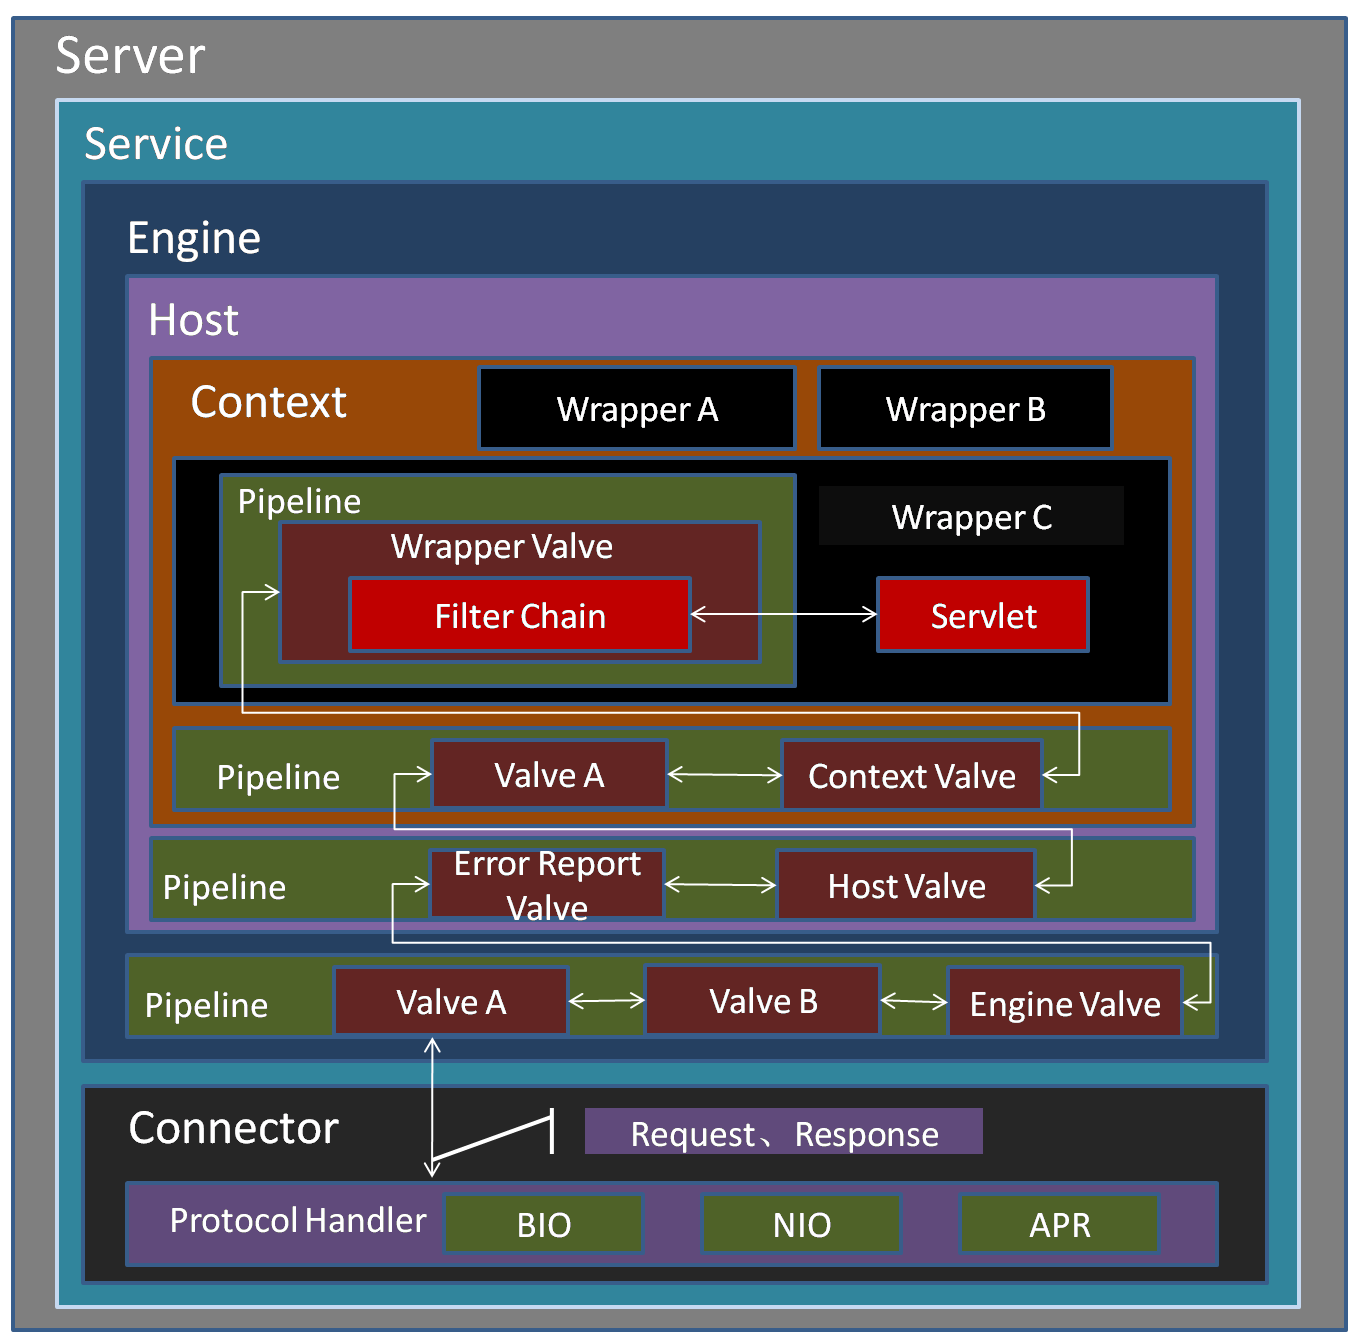 Server
Service
Engine
Host
Context
Wrapper A
Wrapper B
Pipeline
Wrapper C
Wrapper Valve
Filter Chain
Servlet
Pipeline
Valve A
Context Valve
Pipeline
Error Report
Valve
Host Valve
Pipeline
Valve A
Valve B
Engine Valve
Connector
Request、Response
Protocol Handler
BIO
NIO
APR